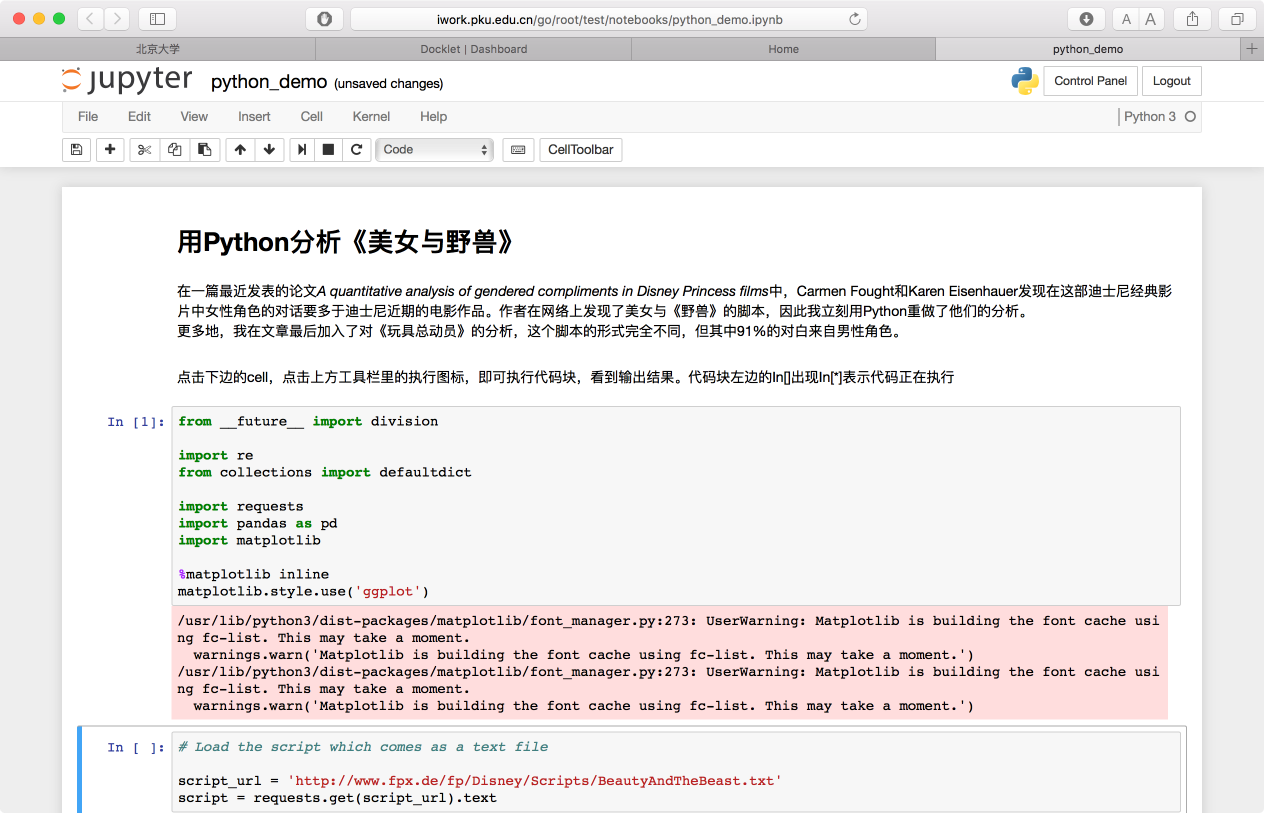 iwork.pku.edu.cn/go/root/test/notebooks/python_demo.ipynb
A A
北京大学
Docklet | Dashboard
Home
python_demo
jupyter python_demo (unsaved changes)
Control Panel
Logout
File Edit View Insert Cell Kernel Help
Python 3
Code
CellToolbar
用Python分析《美女与野兽》
在一篇最近发表的论文A quantitative analysis of gendered compliments in Disney Princess films中，Carmen Fought和Karen Eisenhauer发现在这部迪士尼经典影
片中女性角色的对话要多于迪士尼近期的电影作品。作者在网络上发现了美女与《野兽》的脚本，因此我立刻用Python重做了他们的分析。
更多地，我在文章最后加入了对《玩具总动员》的分析，这个脚本的形式完全不同，但其中91%的对白来自男性角色。
点击下边的cell，点击上方工具栏里的执行图标，即可执行代码块，看到输出结果。代码块左边的In[]出现In[*]表示代码正在执行
In [1]:
from __future__ import division
import re
from collections import defaultdict
import requests
import pandas as pd
import matplotlib
%matplotlib inline
matplotlib.style.use('ggplot')
/usr/lib/python3/dist-packages/matplotlib/font_manager.py:273: UserWarning: Matplotlib is building the font cache usi
ng fc-list. This may take a moment.
warnings.warn('Matplotlib is building the font cache using fc-list. This may take a moment.')
/usr/lib/python3/dist-packages/matplotlib/font_manager.py:273: UserWarning: Matplotlib is building the font cache usi
ng fc-list. This may take a moment.
warnings.warn('Matplotlib is building the font cache using fc-list. This may take a moment.')
In [ ]:
# Load the script which comes as a text file
script_url = 'http://www.fpx.de/fp/Disney/Scripts/BeautyAndTheBeast.txt'
script = requests.get(script_url).text